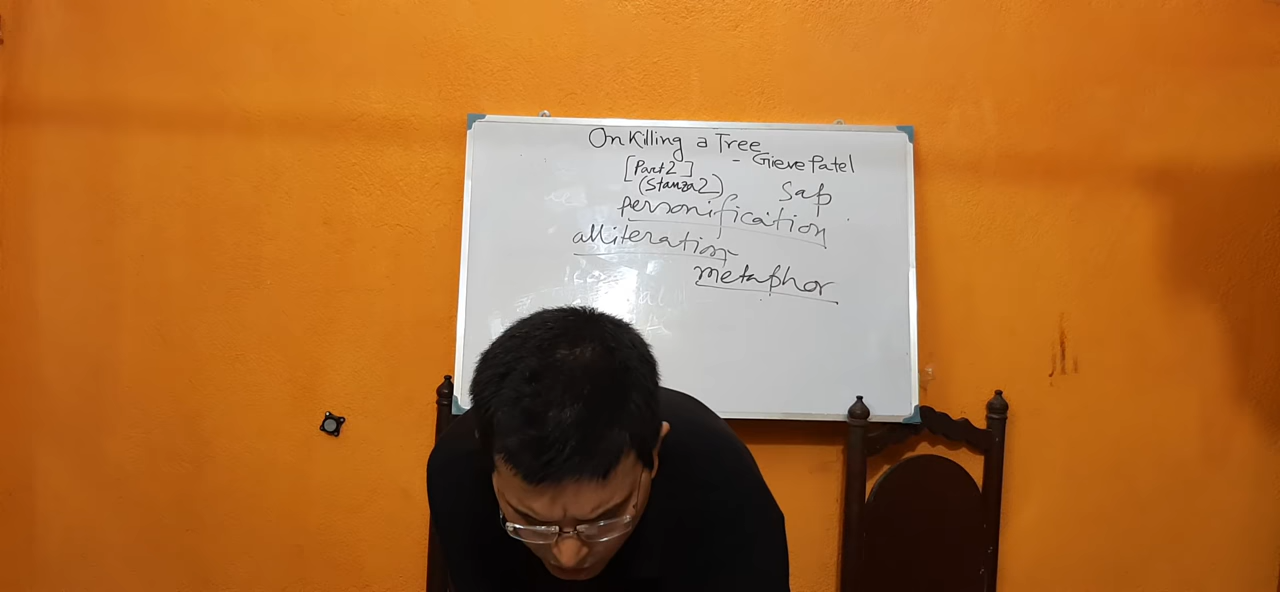 On Killing a Tree
- Gieve Patel
[Part 2]
(Stanza 2)
Sap
personification
alliteration
metaphor